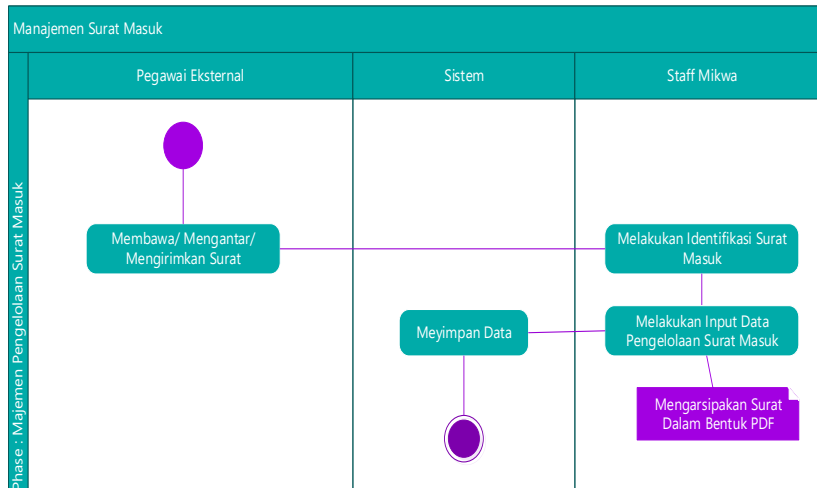 Manajemen Surat Masuk
Phase : Majemen Pengelolaan Surat Masuk
Pegawai Eksternal
Sistem
Staff Mikwa
Membawa/ Mengantar/
Mengirimkan Surat
Melakukan Identifikasi Surat
Masuk
Meyimpan Data
Melakukan Input Data
Pengelolaan Surat Masuk
Mengarsipakan Surat
Dalam Bentuk PDF